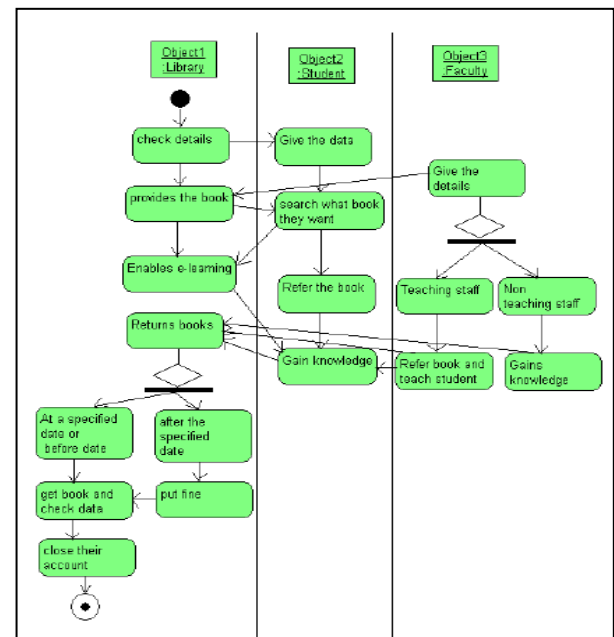 Object1
:Library
Object2
:Student
Object3
:Faculty
check details
Give the data
Give the
details
provides the book
search what book
they want
Enables e-learning
Refer the book
Teaching staff
Non
teaching staff
Returns books
Gain knowledge
Refer book and
teach student
Gains
knowledge
At a specified
date or
before date
after the
specified
date
get book and
check data
put fine
close their
account